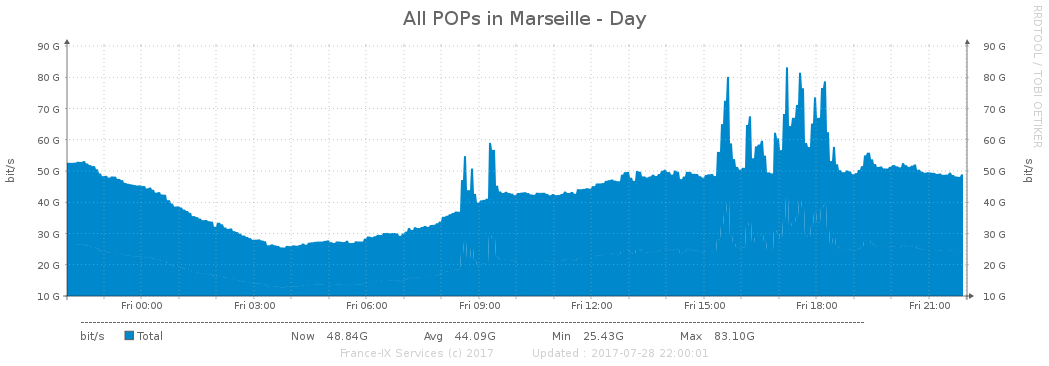 All POPs in Marseille - Day
RRDTOOL / TOBI OETIKER
90 G 90 G
80 G 80 G
70 G 70 G
60 G 60 G
50 G 50 G
40 G 40 G
30 G 30 G
20 G 20 G
10 G 10 G
bit/s
bit/s
Fri 00:00 Fri 03:00 Fri 06:00 Fri 09:00 Fri 12:00 Fri 15:00 Fri 18:00 Fri 21:00
bit/s Total Now 48.84G Avg 44.09G Min 25.43G Max 83.10G
France-IX Services (c) 2017 Updated : 2017-07-28 22:00:01